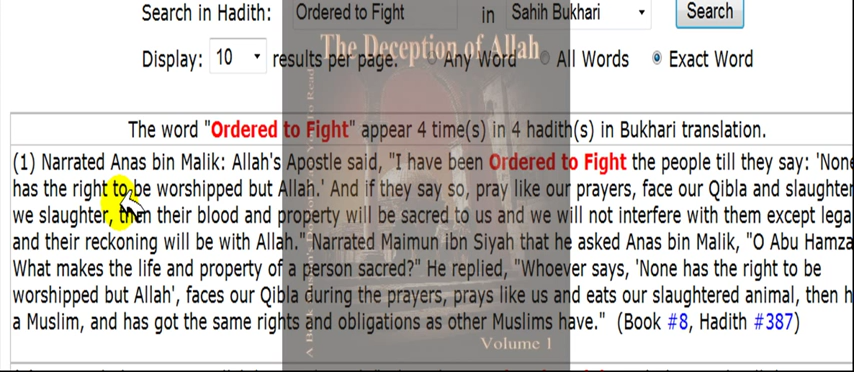 Search in Hadith: Ordered to Fight in Sahih Bukhari Search
The Deception of Allah
Display: 10 results per page. Any Word All Words Exact Word
The word "Ordered to Fight" appear 4 time(s) in 4 hadith(s) in Bukhari translation.
(1) Narrated Anas bin Malik: Allah's Apostle said, "I have been Ordered to Fight the people till they say: 'None
has the right to be worshipped but Allah.' And if they say so, pray like our prayers, face our Qibla and slaughter
we slaughter, then their blood and property will be sacred to us and we will not interfere with them except lega
and their reckoning will be with Allah." Narrated Maimun ibn Siyah that he asked Anas bin Malik, "O Abu Hamza
What makes the life and property of a person sacred?" He replied, "Whoever says, 'None has the right to be
worshipped but Allah', faces our Qibla during the prayers, prays like us and eats our slaughtered animal, then h
a Muslim, and has got the same rights and obligations as other Muslims have." (Book #8, Hadith #387)
Volume 1